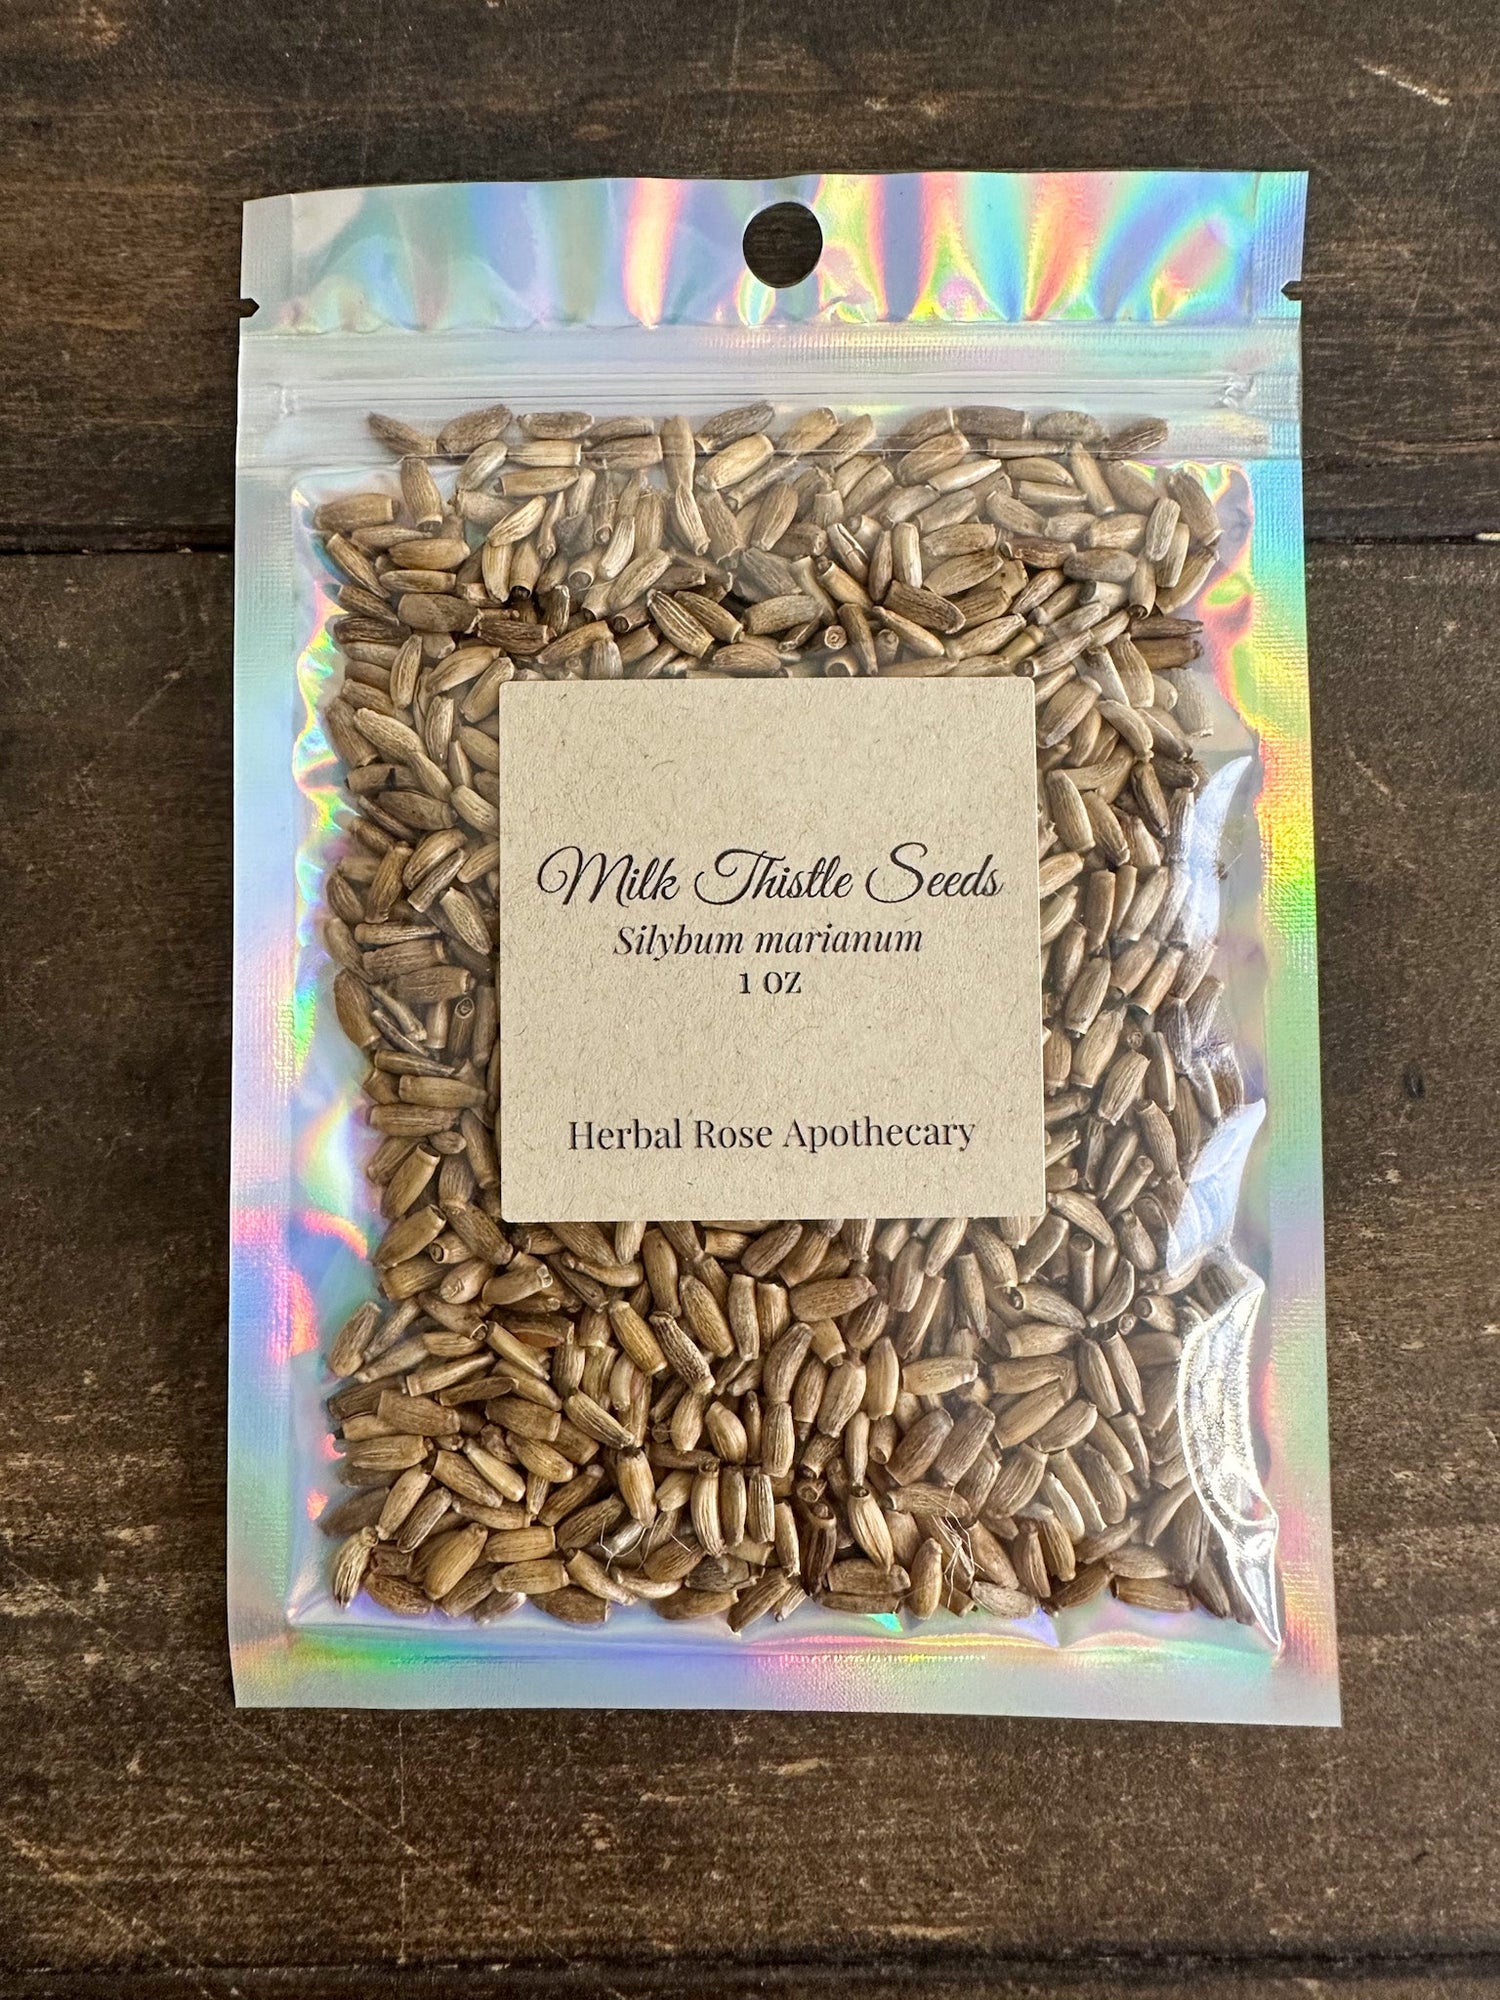 Milk Thistle Seeds
Silybum marianum
1 oz
Herbal Rose Apothecary